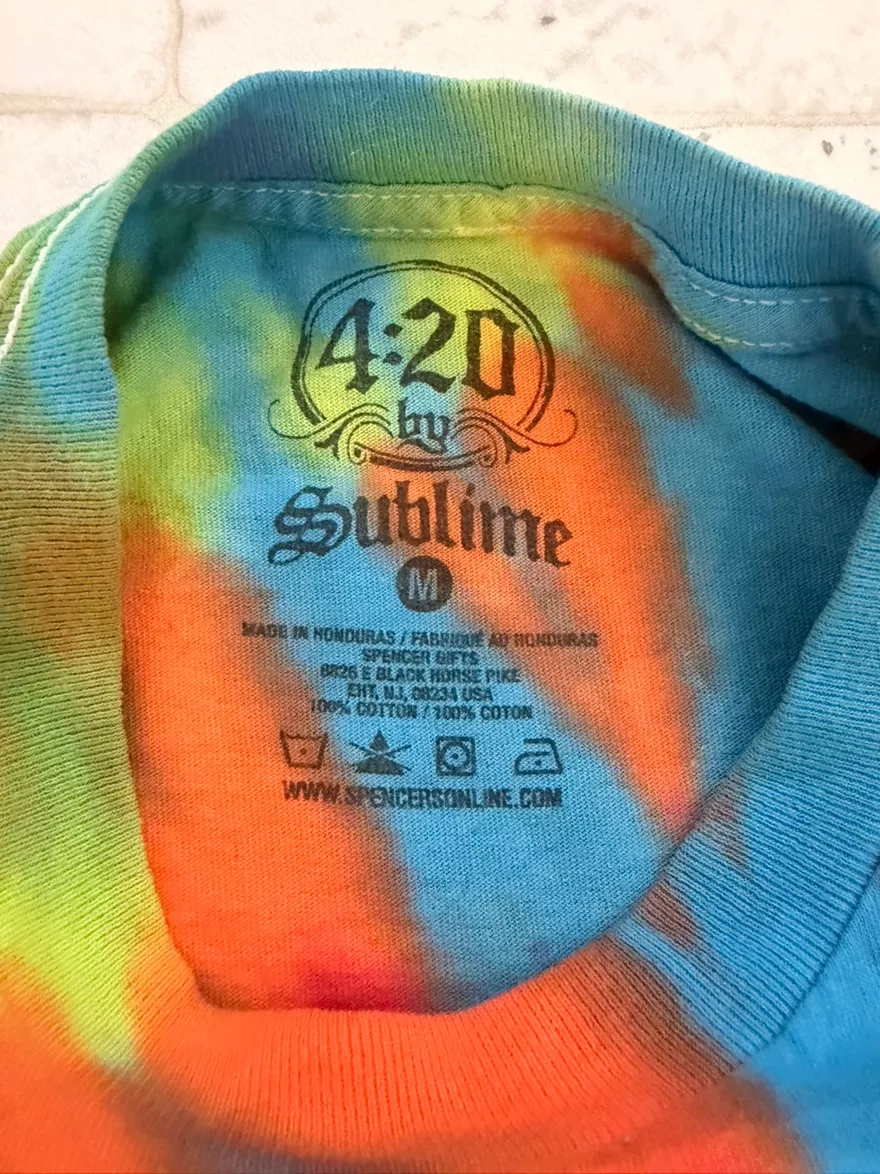 4:20
by
Sublime
M
MADE IN HONDURAS / FABRIQUÉ AU HONDURAS
SPENCER GIFTS
6826 E BLACK HORSE PIKE
EHT, NJ, 08234 USA
100% COTTON / 100% COTON
WWW.SPENCERSONLINE.COM